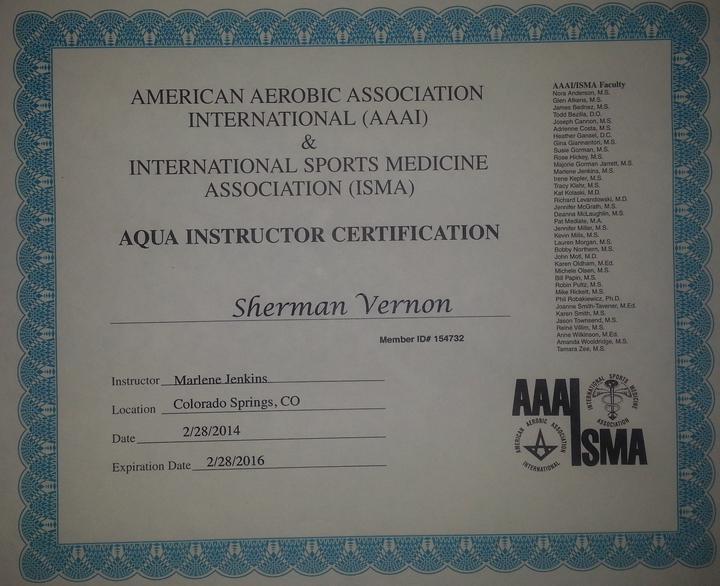 AMERICAN AEROBIC ASSOCIATION
INTERNATIONAL (AAAI)
&
INTERNATIONAL SPORTS MEDICINE
ASSOCIATION (ISMA)
AQUA INSTRUCTOR CERTIFICATION
Sherman Vernon
Member ID# 154732
Instructor Marlene Jenkins
Location Colorado Springs, CO
Date 2/28/2014
Expiration Date 2/28/2016
AAAI/ISMA Faculty
Nora Anderson, M.S.
Glen Atkens, M.S.
James Bednez, M.S.
Todd Bezilla, D.O.
Joseph Cannon, M.S.
Adrienne Costa, M.S.
Heather Gansel, D.C.
Gina Giannantoni, M.S.
Susie Gorman, M.S.
Rose Hickey, M.S.
Majorie Gorman Jarrett, M.S.
Marlene Jenkins, M.S.
Irene Kepler, M.S.
Tracy Klehr, M.S.
Kat Kolaski, M.D.
Richard Levandowski, M.D.
Jennifer McGrath, M.S.
Deanna McLaughlin, M.S.
Pat Mediate, M.A.
Jennifer Miller, M.S.
Kevin Mills, M.S.
Lauren Morgan, M.S.
Bobby Northern, M.S.
John Motl, M.D.
Karen Oldham, M.Ed.
Michele Olsen, M.S.
Bill Papin, M.S.
Robin Pultz, M.S.
Mike Rickett, M.S.
Phil Robakiewicz, Ph.D.
Joanne Smith-Tavener, M.Ed.
Karen Smith, M.S.
Jason Townsend, M.S.
Reiné Villim, M.S.
Anne Wilkinson, M.Ed.
Amanda Wooldridge, M.S.
Tamara Zee, M.S.
AAAI
INTERNATIONAL SPORTS MEDICINE
ASSOCIATION
AMERICAN AEROBIC ASSOCIATION
INTERNATIONAL
ISMA